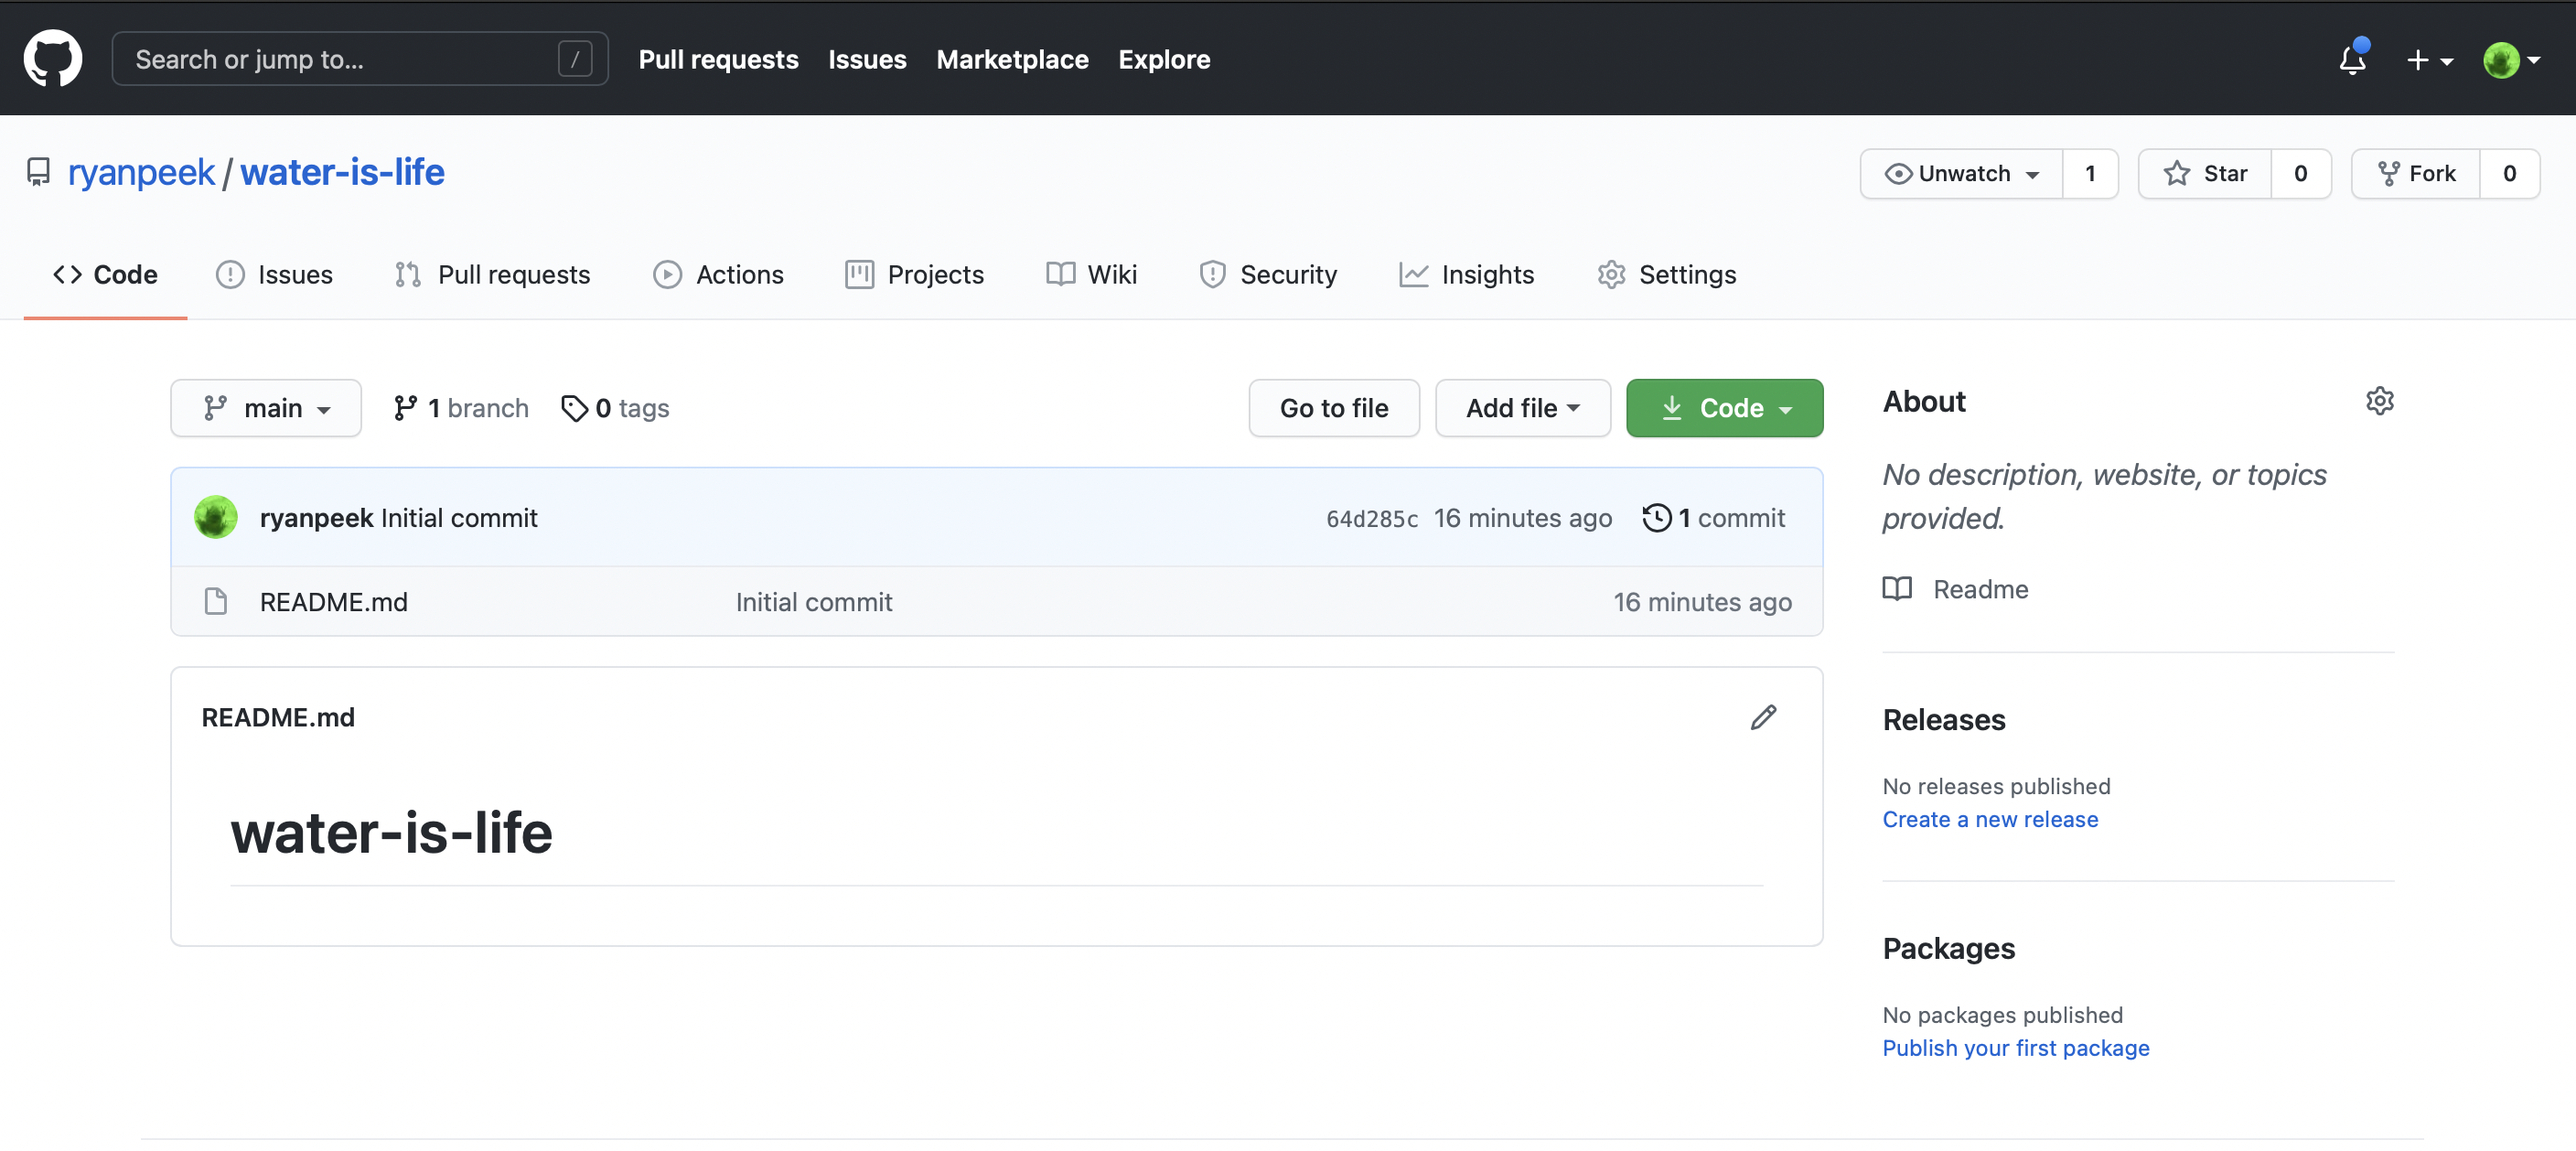 Search or jump to... / Pull requests Issues Marketplace Explore
ryanpeek / water-is-life Unwatch 1 Star 0 Fork 0
Code Issues Pull requests Actions Projects Wiki Security Insights Settings
main 1 branch 0 tags Go to file Add file Code
ryanpeek Initial commit 64d285c 16 minutes ago 1 commit
README.md Initial commit 16 minutes ago
README.md
water-is-life
About
No description, website, or topics
provided.
Readme
Releases
No releases published
Create a new release
Packages
No packages published
Publish your first package